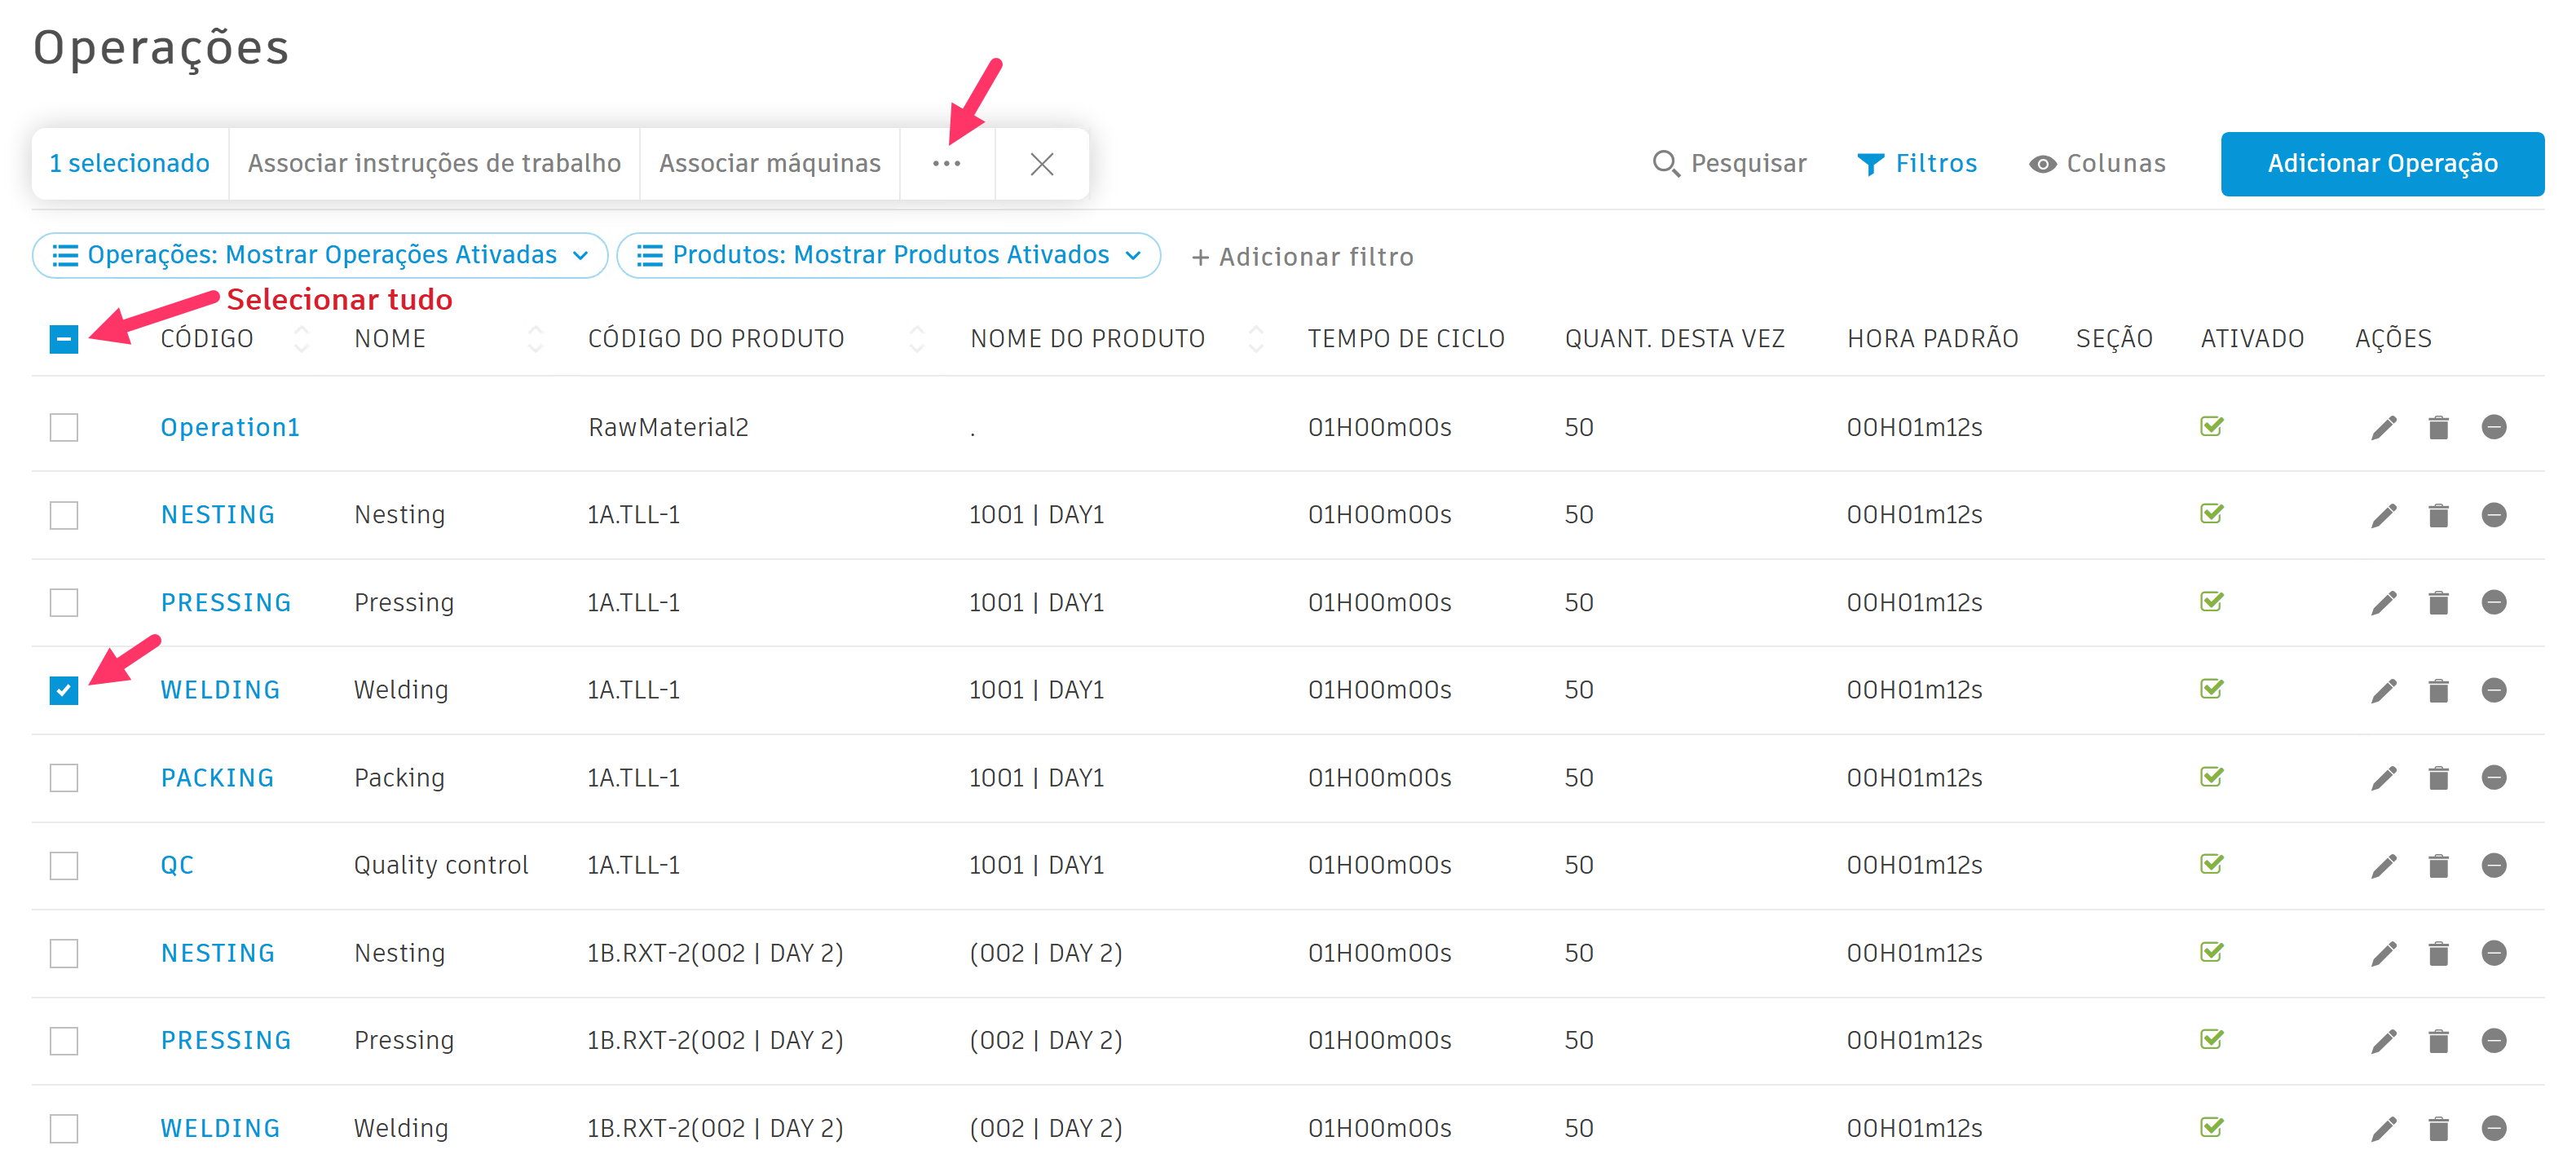 Operações
1 selecionado Associar instruções de trabalho Associar máquinas ... Pesquisar Filtros Colunas Adicionar Operação
Operações: Mostrar Operações Ativadas Produtos: Mostrar Produtos Ativados + Adicionar filtro
Selecionar tudo
CÓDIGO NOME CÓDIGO DO PRODUTO NOME DO PRODUTO TEMPO DE CICLO QUANT. DESTA VEZ HORA PADRÃO SEÇÃO ATIVADO AÇÕES
Operation1 RawMaterial2 . 01H00m00s 50 00H01m12s
NESTING Nesting 1A.TLL-1 1001 | DAY1 01H00m00s 50 00H01m12s
PRESSING Pressing 1A.TLL-1 1001 | DAY1 01H00m00s 50 00H01m12s
WELDING Welding 1A.TLL-1 1001 | DAY1 01H00m00s 50 00H01m12s
PACKING Packing 1A.TLL-1 1001 | DAY1 01H00m00s 50 00H01m12s
QC Quality control 1A.TLL-1 1001 | DAY1 01H00m00s 50 00H01m12s
NESTING Nesting 1B.RXT-2(002 | DAY 2) (002 | DAY 2) 01H00m00s 50 00H01m12s
PRESSING Pressing 1B.RXT-2(002 | DAY 2) (002 | DAY 2) 01H00m00s 50 00H01m12s
WELDING Welding 1B.RXT-2(002 | DAY 2) (002 | DAY 2) 01H00m00s 50 00H01m12s